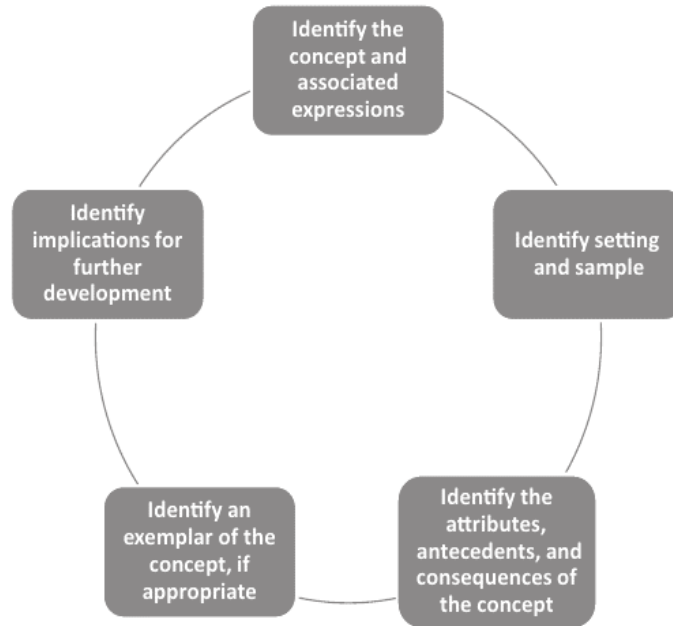 Identify the
concept and
associated
expressions
Identify setting
and sample
Identify the
attributes,
antecedents, and
consequences of
the concept
Identify an
exemplar of the
concept, if
appropriate
Identify
implications for
further
development